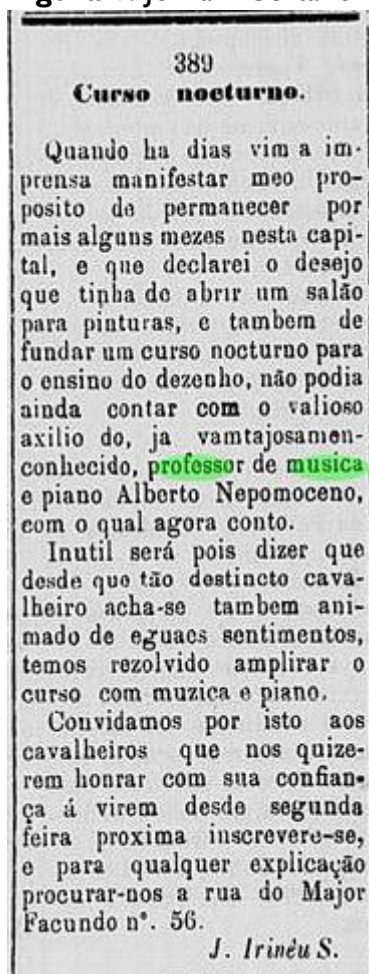 389
Curso nocturno.
Quando ha dias vim a im-
prensa manifestar meo pro-
posito de permanecer por
mais alguns mezes nesta capi-
tal, e que declarei o desejo
que tinha de abrir um salão
para pinturas, e tambem de
fundar um curso nocturno para
o ensino do dezenho, não podia
ainda contar com o valioso
axilio do, ja vamtajosamen-
conhecido, professor de musica
e piano Alberto Nepomoceno,
com o qual agora conto.
Inutil será pois dizer que
desde que tão destincto cava-
lheiro acha-se tambem ani-
mado de eguaes sentimentos,
temos rezolvido amplirar o
curso com muzica e piano.
Convidamos por isto aos
cavalheiros que nos quize-
rem honrar com sua confian-
ça á virem desde segunda
feira proxima inscrevere-se,
e para qualquer explicação
procurar-nos a rua do Major
Facundo nº. 56.
J. Irinêu S.